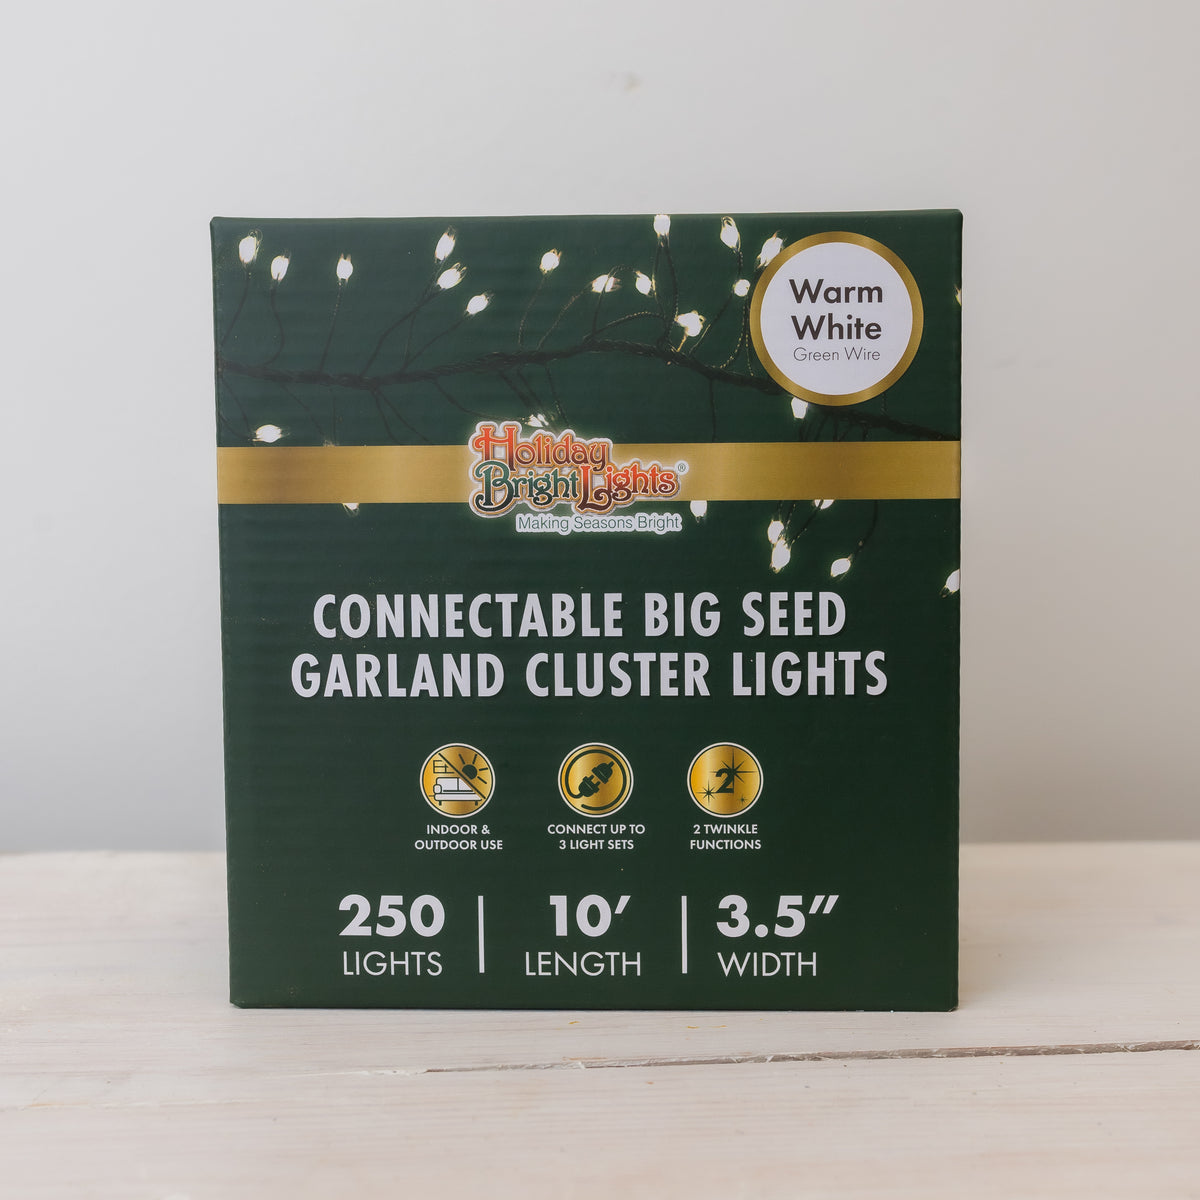 Warm
White
Green Wire
Holiday
Bright Lights®
Making Seasons Bright
CONNECTABLE BIG SEED
GARLAND CLUSTER LIGHTS
2
INDOOR &
OUTDOOR USE
CONNECT UP TO
3 LIGHT SETS
2 TWINKLE
FUNCTIONS
250
LIGHTS
10′
LENGTH
3.5″
WIDTH